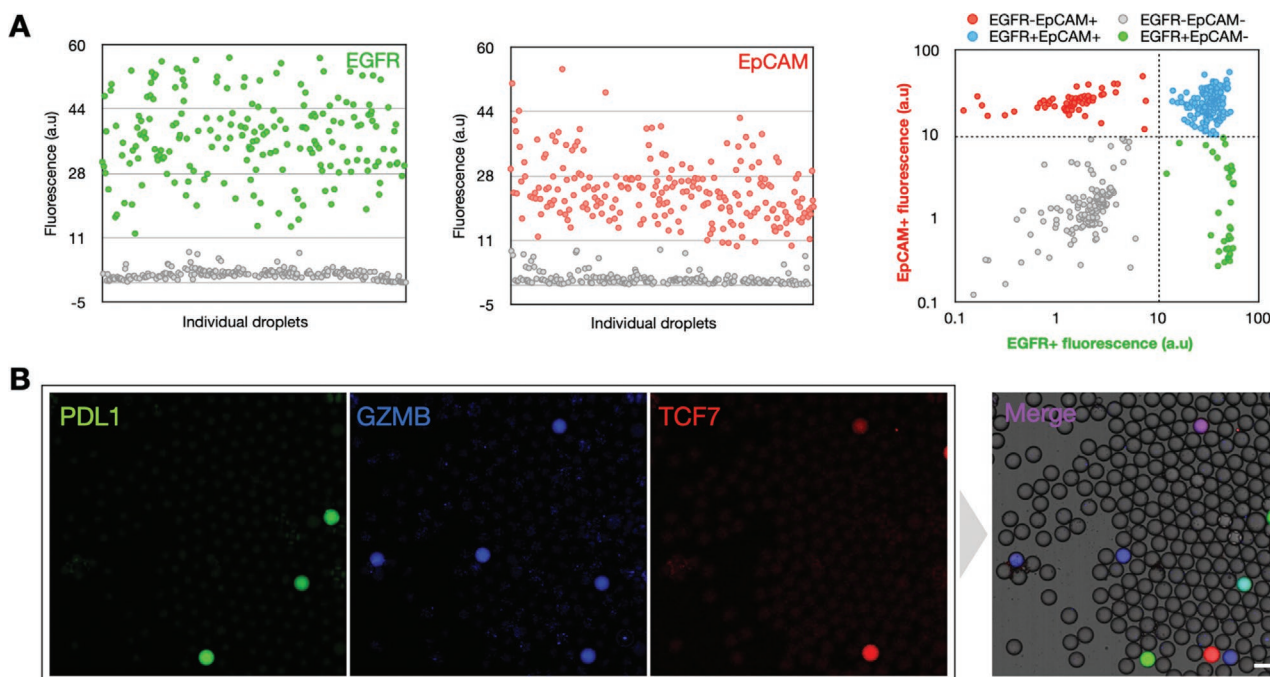 A
60
44
28
11
-5
Fluorescence (a.u)
EGFR
Individual droplets
60
44
28
11
-5
Fluorescence (a.u)
EpCAM
Individual droplets
EGFR-EpCAM+ EGFR-EpCAM-
EGFR+EpCAM+ EGFR+EpCAM-
100
10
1
0.1
EpCAM+ fluorescence (a.u)
0.1 1 10 100
EGFR+ fluorescence (a.u)
B
PDL1 GZMB TCF7 Merge